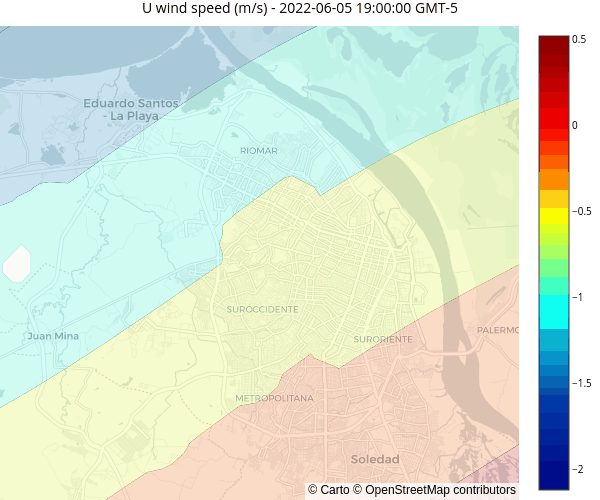 U wind speed (m/s) - 2022-06-05 19:00:00 GMT-5
0.5
Eduardo Santos
- La Playa
0
RIOMAR
−0.5
−1
SUROCCIDENTE
Juan Mina
SURORIENTE
PALERMO
−1.5
METROPOLITANA
Soledad
−2
© Carto © OpenStreetMap contributors